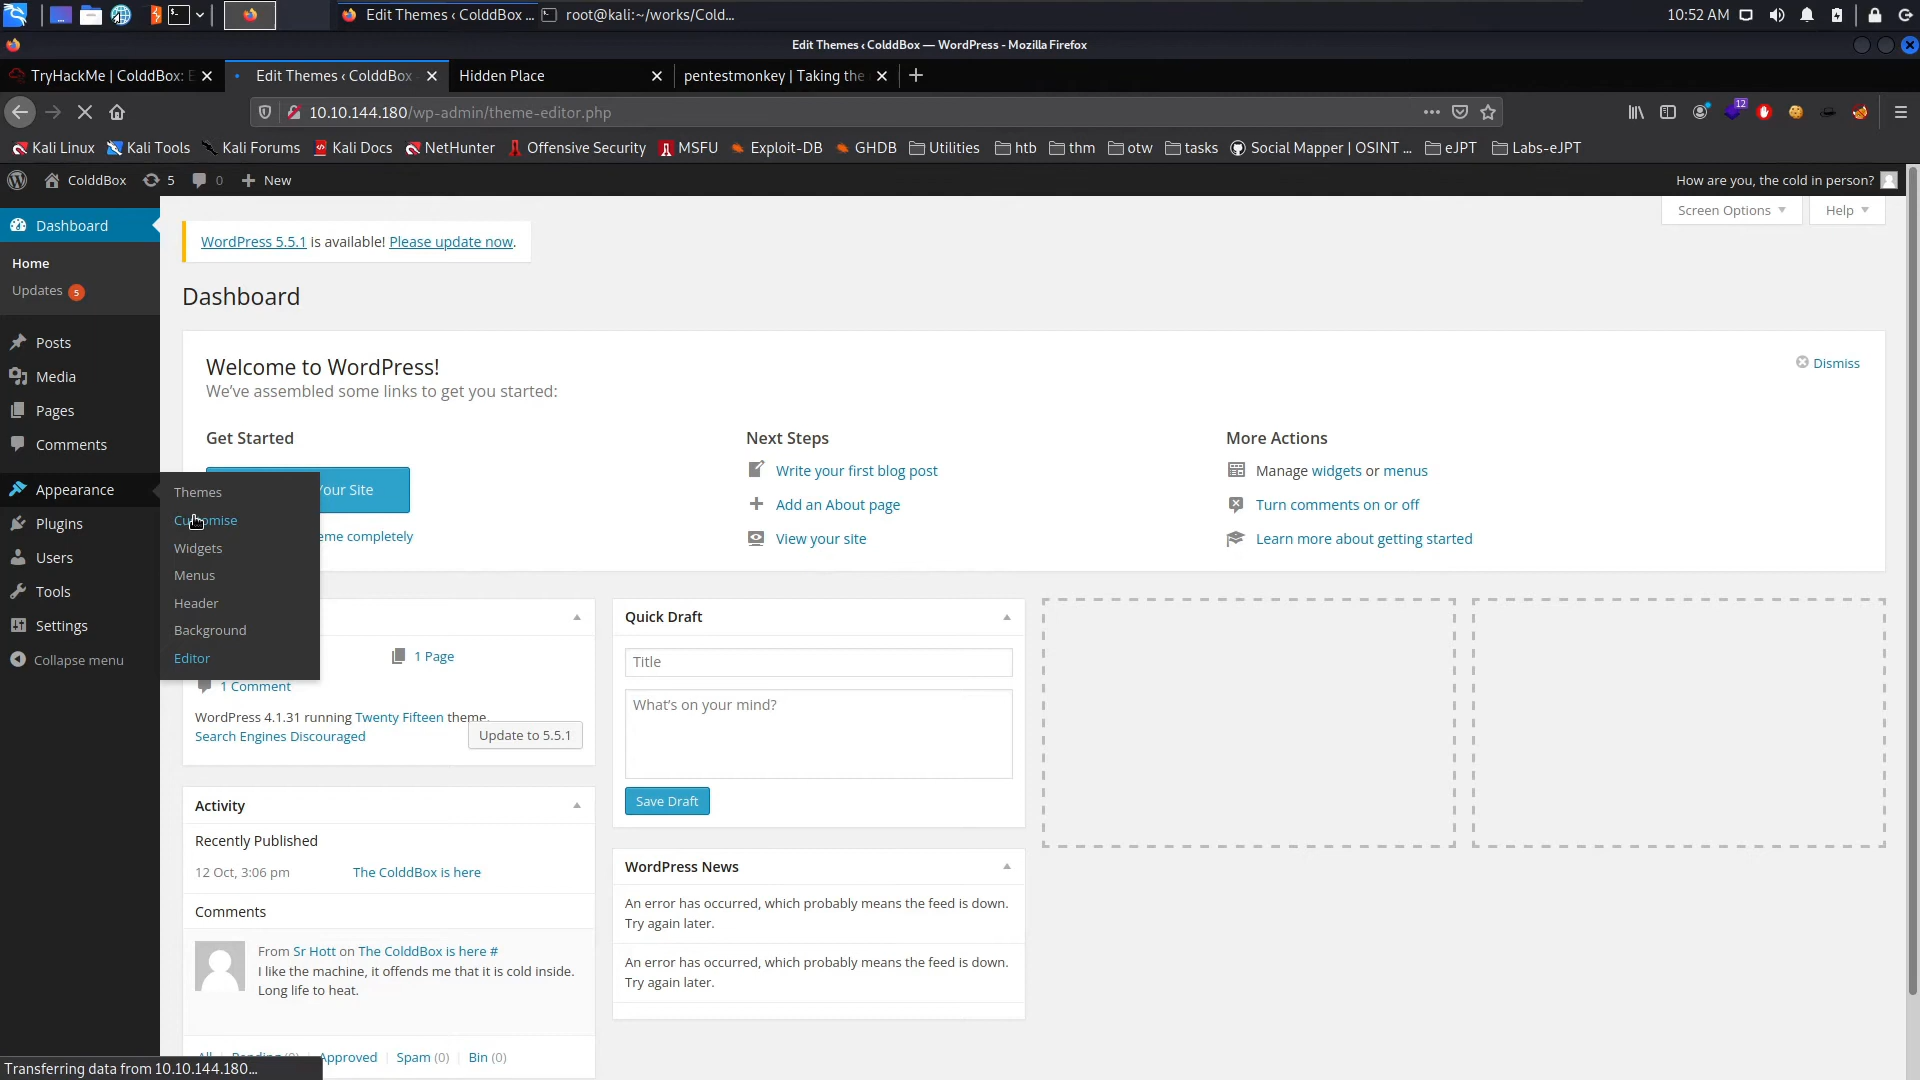 Edit Themes ‹ ColddBox ...
root@kali:~/works/Cold...
10:52 AM
Edit Themes ‹ ColddBox — WordPress - Mozilla Firefox
TryHackMe | ColddBox: E
Edit Themes ‹ ColddBox
Hidden Place
pentestmonkey | Taking the
10.10.144.180/wp-admin/theme-editor.php
12
Kali Linux
Kali Tools
Kali Forums
Kali Docs
NetHunter
Offensive Security
MSFU
Exploit-DB
GHDB
Utilities
htb
thm
otw
tasks
Social Mapper | OSINT ...
eJPT
Labs-eJPT
ColddBox
5
0
New
How are you, the cold in person?
Dashboard
Home
Updates 5
Posts
Media
Pages
Comments
Appearance
Plugins
Users
Tools
Settings
Collapse menu
Themes
Widgets
Menus
Header
Background
Editor
Screen Options
Help
WordPress 5.5.1 is available! Please update now.
Dashboard
Welcome to WordPress!
We've assembled some links to get you started:
Dismiss
Get Started
Your Site
eme completely
Next Steps
Write your first blog post
Add an About page
View your site
More Actions
Manage widgets or menus
Turn comments on or off
Learn more about getting started
1 Page
1 Comment
WordPress 4.1.31 running Twenty Fifteen theme.
Search Engines Discouraged
Update to 5.5.1
Activity
Recently Published
12 Oct, 3:06 pm
The ColddBox is here
Comments
From Sr Hott on The ColddBox is here #
I like the machine, it offends me that it is cold inside.
Long life to heat.
Approved
Spam (0)
Bin (0)
Quick Draft
Title
What's on your mind?
Save Draft
WordPress News
An error has occurred, which probably means the feed is down.
Try again later.
An error has occurred, which probably means the feed is down.
Try again later.
Transferring data from 10.10.144.180...